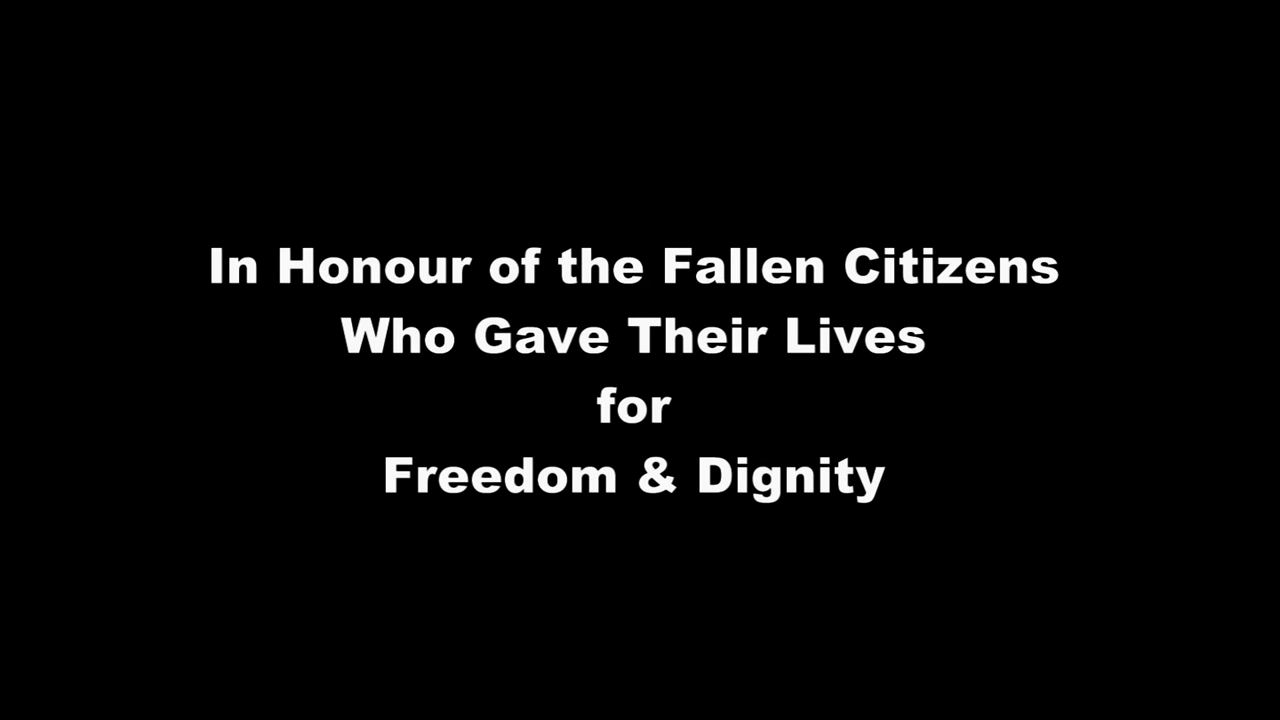 In Honour of the Fallen Citizens
Who Gave Their Lives
for
Freedom & Dignity